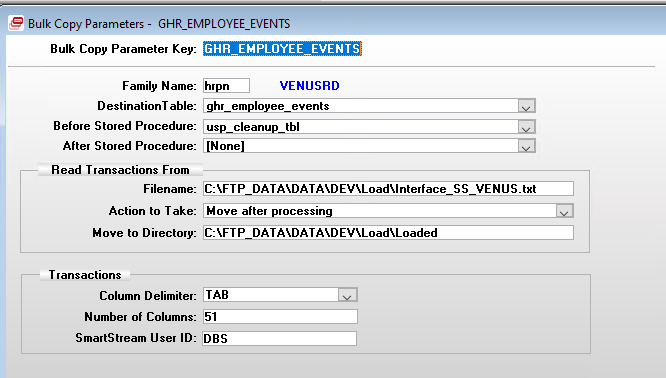 Bulk Copy Parameters - GHR_EMPLOYEE_EVENTS
Bulk Copy Parameter Key: GHR_EMPLOYEE_EVENTS
Family Name: hrpn VENUSRD
DestinationTable: ghr_employee_events
Before Stored Procedure: usp_cleanup_tbl
After Stored Procedure: [None]
Read Transactions From
Filename: C:\FTP_DATA\DATA\DEV\Load\Interface_SS_VENUS.txt
Action to Take: Move after processing
Move to Directory: C:\FTP_DATA\DATA\DEV\Load\Loaded
Transactions
Column Delimiter: TAB
Number of Columns: 51
SmartStream User ID: DBS